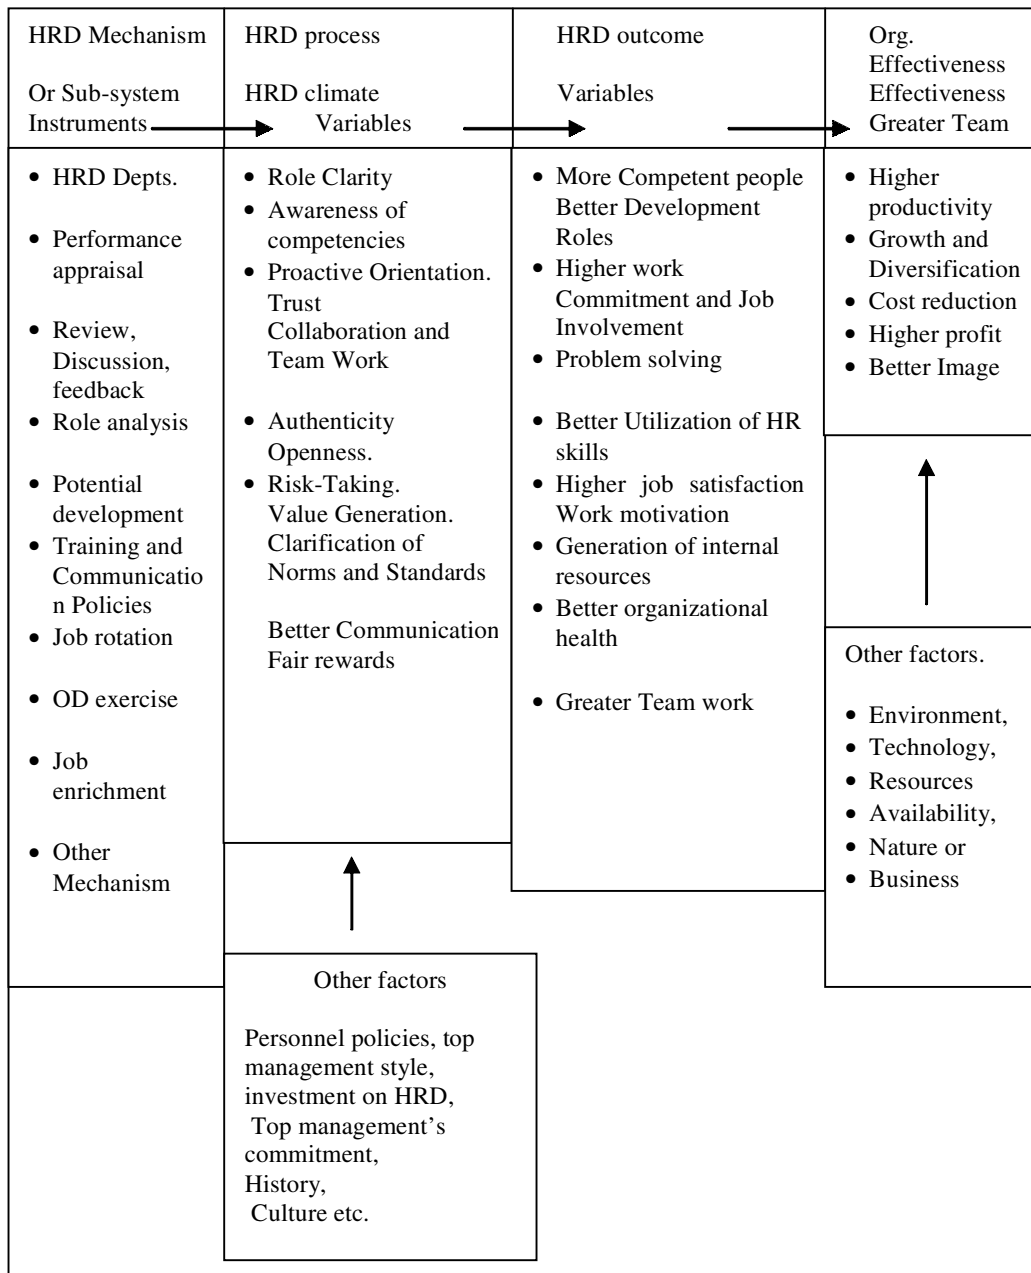 HRD Mechanism
Or Sub-system
Instruments
HRD process
HRD climate
Variables
HRD outcome
Variables
Org.
Effectiveness
Effectiveness
Greater Team
• HRD Depts.
• Performance
appraisal
• Review,
Discussion,
feedback
• Role analysis
• Potential
development
• Training and
Communicatio
n Policies
• Job rotation
• OD exercise
• Job
enrichment
• Other
Mechanism
• Role Clarity
• Awareness of
competencies
• Proactive Orientation.
Trust
Collaboration and
Team Work
• Authenticity
Openness.
• Risk-Taking.
Value Generation.
Clarification of
Norms and Standards
Better Communication
Fair rewards
• More Competent people
Better Development
Roles
• Higher work
Commitment and Job
Involvement
• Problem solving
• Better Utilization of HR
skills
• Higher job satisfaction
Work motivation
• Generation of internal
resources
• Better organizational
health
• Greater Team work
• Higher
productivity
• Growth and
Diversification
• Cost reduction
• Higher profit
• Better Image
Other factors.
• Environment,
• Technology,
• Resources
• Availability,
• Nature or
• Business
Other factors
Personnel policies, top
management style,
investment on HRD,
Top management's
commitment,
History,
Culture etc.